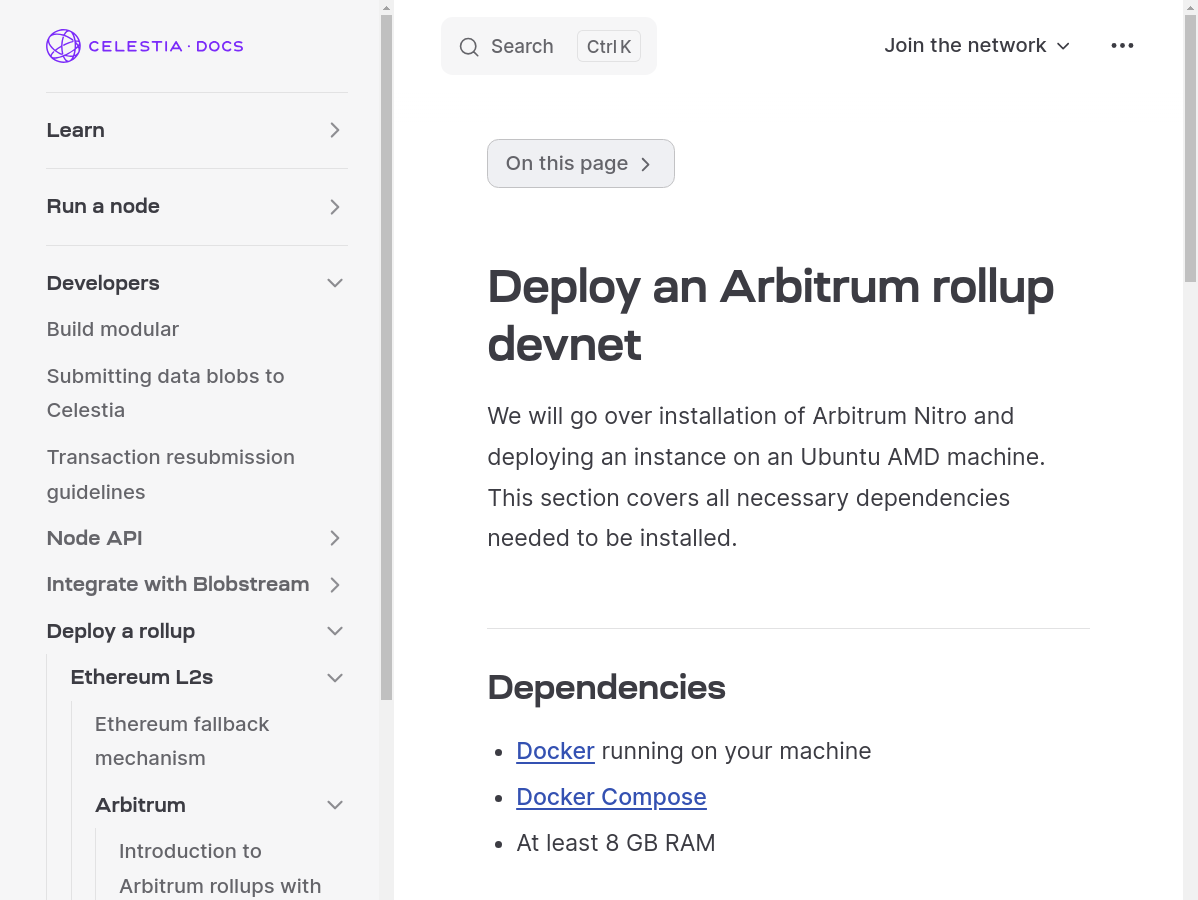 CELESTIA · DOCS
Learn
Run a node
Developers
Build modular
Submitting data blobs to
Celestia
Transaction resubmission
guidelines
Node API
Integrate with Blobstream
Deploy a rollup
Ethereum L2s
Ethereum fallback
mechanism
Arbitrum
Introduction to
Arbitrum rollups with
Search Ctrl K
Join the network
On this page
Deploy an Arbitrum rollup
devnet
We will go over installation of Arbitrum Nitro and
deploying an instance on an Ubuntu AMD machine.
This section covers all necessary dependencies
needed to be installed.
Dependencies
• Docker running on your machine
• Docker Compose
• At least 8 GB RAM